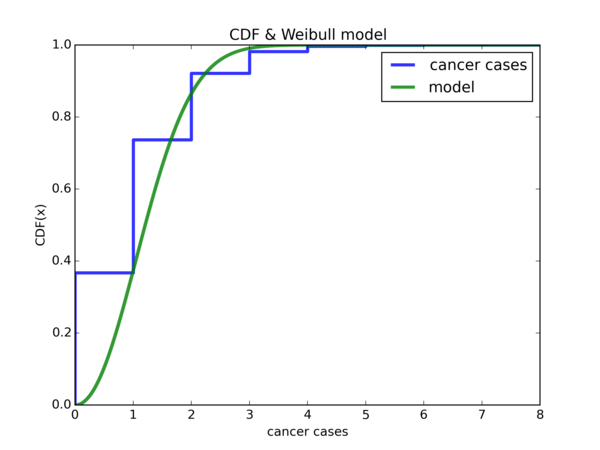 CDF & Weibull model
1.0
0.8
0.6
0.4
0.2
0.0
CDF(x)
cancer cases
model
0 1 2 3 4 5 6 7 8
cancer cases